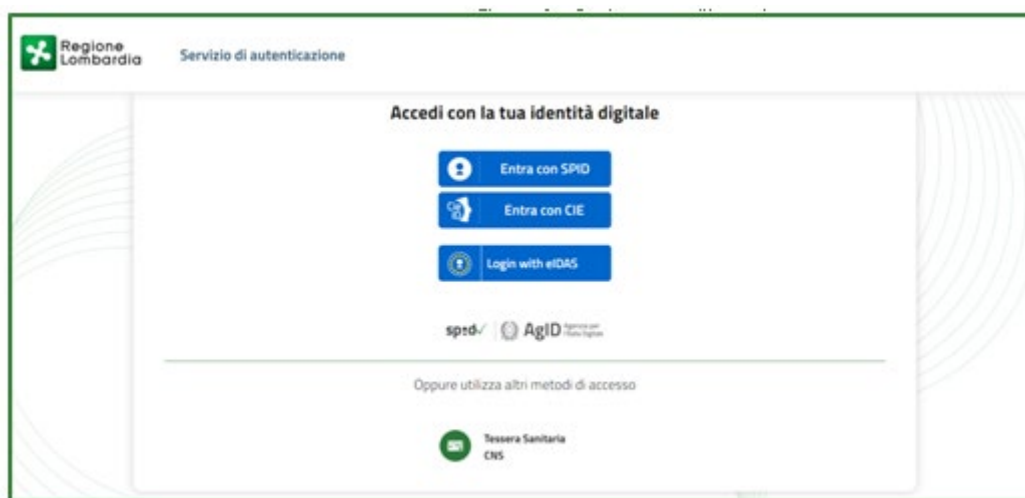 Regione
Lombardia
Servizio di autenticazione
Accedi con la tua identità digitale
Entra con SPID
Entra con CIE
Login with eIDAS
spid
AgID
Oppure utilizza altri metodi di accesso
Tessera Sanitaria
CNS